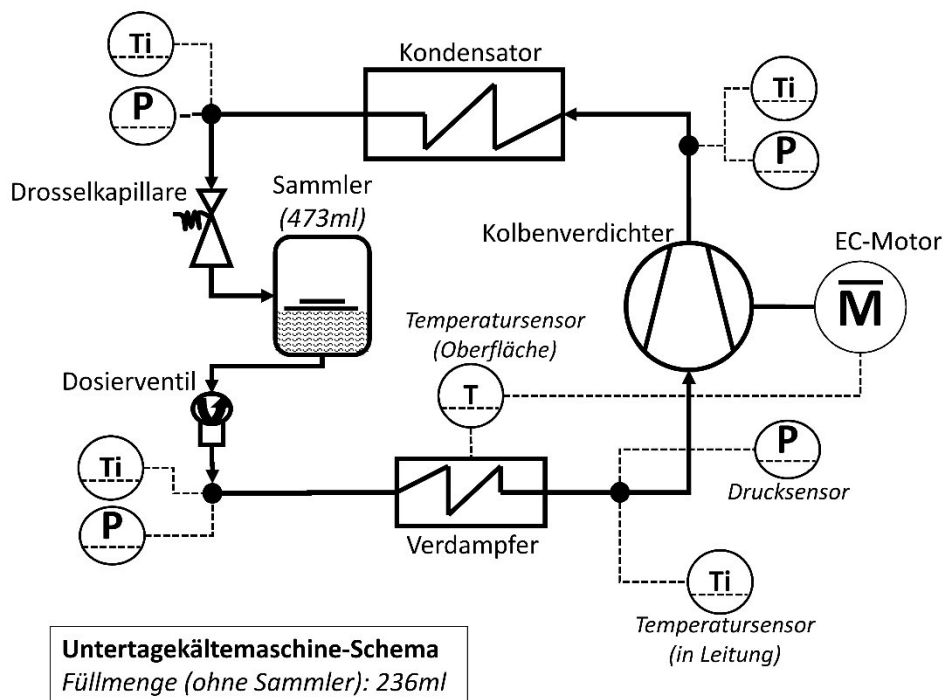 Ti
P
Kondensator
Ti
P
Drosselkapillare
Sammler
(473ml)
Kolbenverdichter
EC-Motor
M
Temperatursensor
(Oberfläche)
T
Dosierventil
Ti
P
P
Drucksensor
Verdampfer
Ti
Temperatursensor
(in Leitung)
Untertagekältemaschine-Schema
Füllmenge (ohne Sammler): 236ml